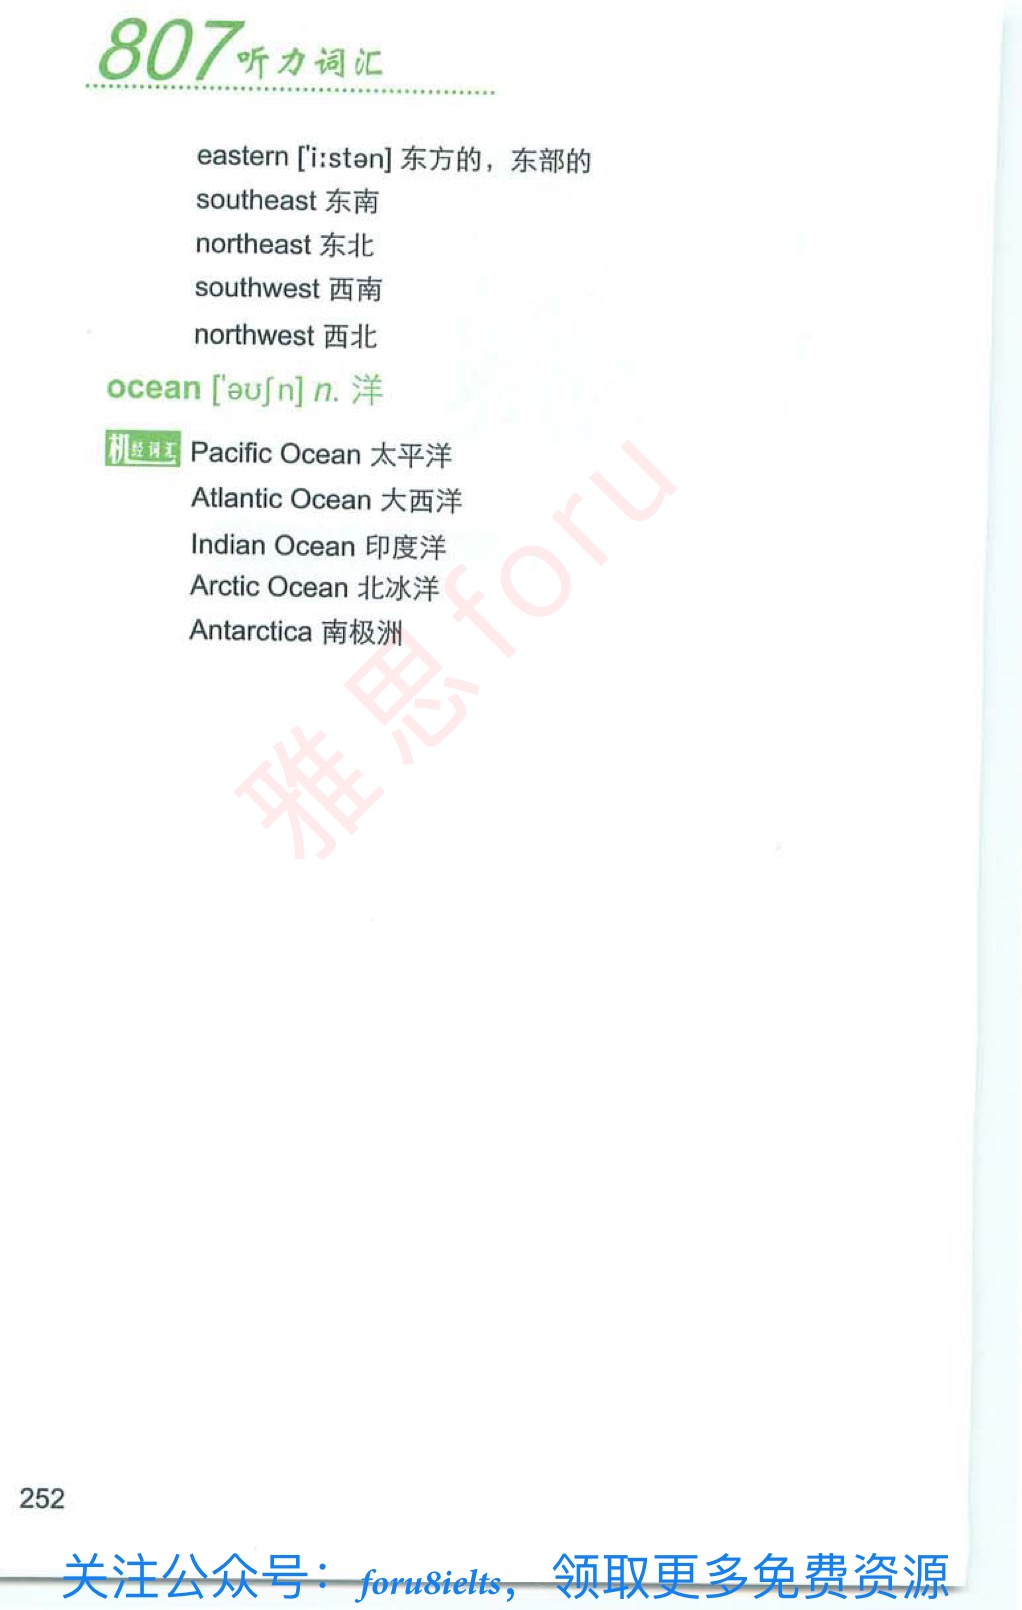 807听力词汇
eastern ['i:stən] 东方的，东部的
southeast 东南
northeast 东北
southwest 西南
northwest 西北
ocean ['əʊʃn] n. 洋
机经词汇 Pacific Ocean 太平洋
Atlantic Ocean 大西洋
Indian Ocean 印度洋
Arctic Ocean 北冰洋
Antarctica 南极洲
雅思foru
252
关注公众号：foru8ielts，领取更多免费资源